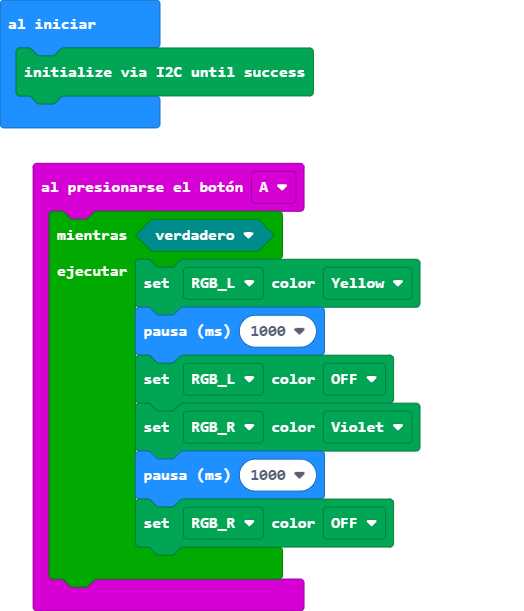 al iniciar
initialize via I2C until success
al presionarse el botón A
mientras verdadero
ejecutar
set RGB_L color Yellow
pausa (ms) 1000
set RGB_L color OFF
set RGB_R color Violet
pausa (ms) 1000
set RGB_R color OFF